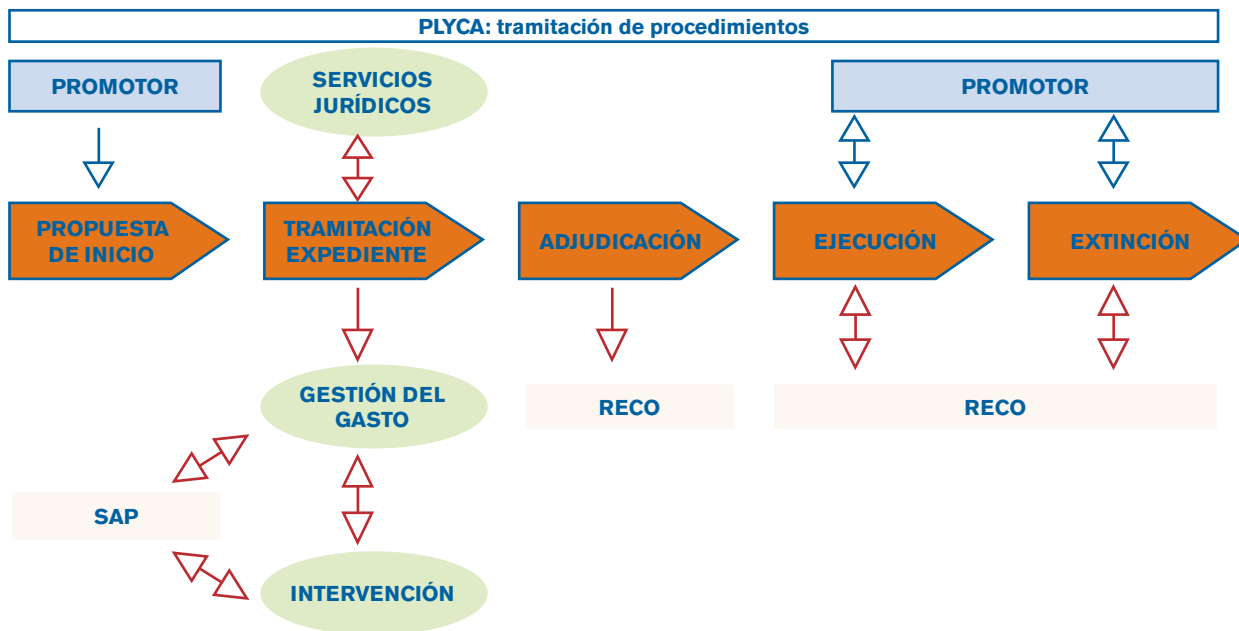 PLYCA: tramitación de procedimientos
PROMOTOR
SERVICIOS
JURÍDICOS
PROMOTOR
PROPUESTA
DE INICIO
TRAMITACIÓN
EXPEDIENTE
ADJUDICACIÓN
EJECUCIÓN
EXTINCIÓN
GESTIÓN DEL
GASTO
RECO
RECO
SAP
INTERVENCIÓN